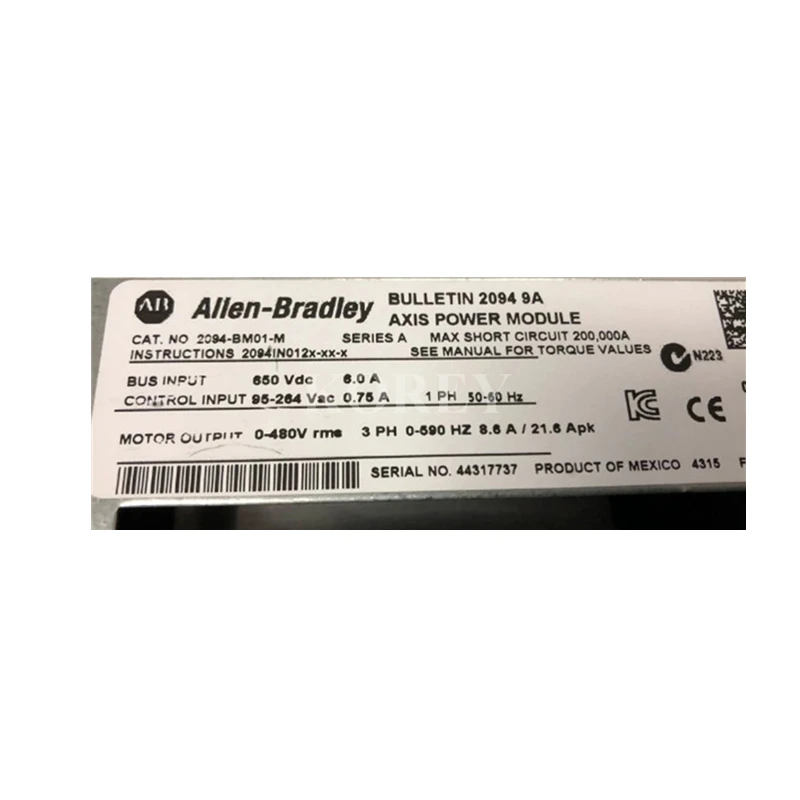 AB Allen-Bradley BULLETIN 2094 9A
AXIS POWER MODULE
CAT. NO 2094-BM01-M SERIES A MAX SHORT CIRCUIT 200,000A
INSTRUCTIONS 2094IN012x-xx-x SEE MANUAL FOR TORQUE VALUES
N223
BUS INPUT 650 Vdc 6.0 A
CONTROL INPUT 95-264 Vac 0.75 A 1 PH 50-60 Hz
KOREY
CE
MOTOR OUTPUT 0-480V rms 3 PH 0-590 HZ 8.6 A / 21.6 Apk
SERIAL NO. 44317737 PRODUCT OF MEXICO 4315 F